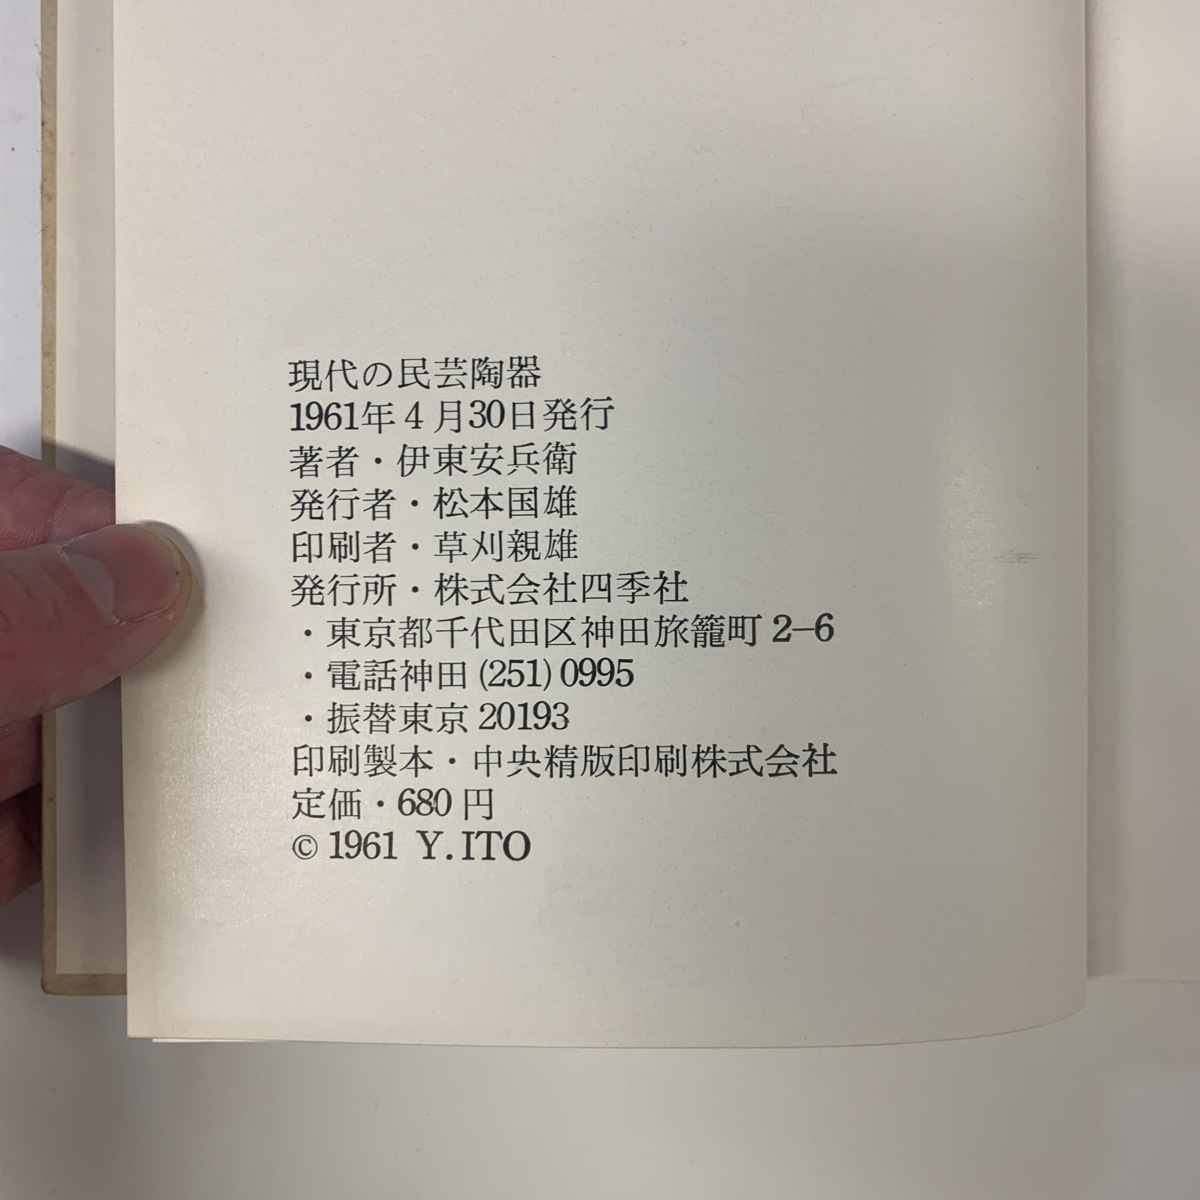 現代の民芸陶器
1961年4月30日発行
著者・伊東安兵衛
発行者・松本国雄
印刷者・草刈親雄
発行所・株式会社四季社
・東京都千代田区神田旅籠町2−6
・電話神田(251)0995
・振替東京20193
印刷製本・中央精版印刷株式会社
定価・680円
© 1961 Y. ITO